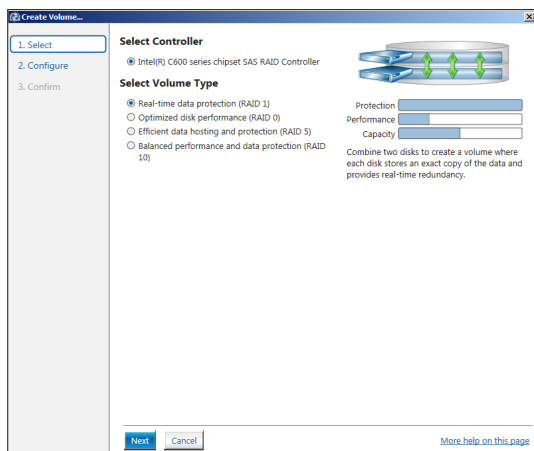 Create Volume...
1. Select
2. Configure
3. Confirm
Select Controller
Intel(R) C600 series chipset SAS RAID Controller
Select Volume Type
Real-time data protection (RAID 1)
Optimized disk performance (RAID 0)
Efficient data hosting and protection (RAID 5)
Balanced performance and data protection (RAID
10)
Protection
Performance
Capacity
Combine two disks to create a volume where
each disk stores an exact copy of the data and
provides real-time redundancy.
Next
Cancel
More help on this page